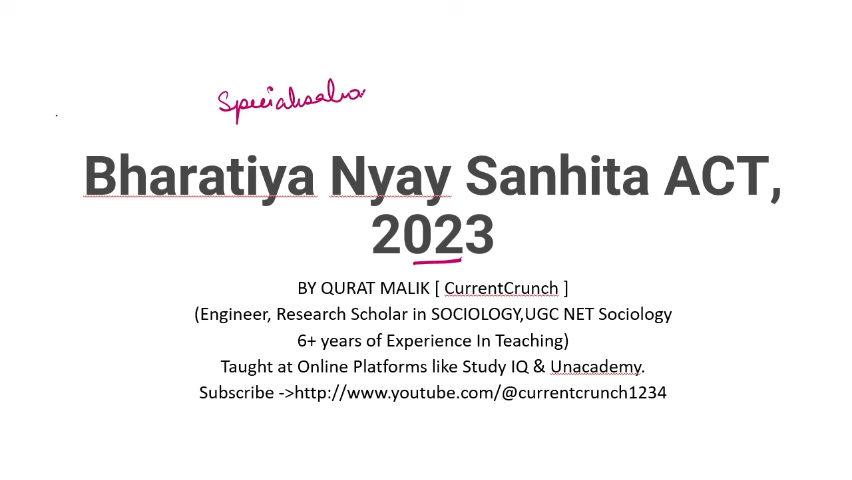 Specialisation
Bharatiya Nyay Sanhita ACT,
2023
BY QURAT MALIK [ CurrentCrunch ]
(Engineer, Research Scholar in SOCIOLOGY,UGC NET Sociology
6+ years of Experience In Teaching)
Taught at Online Platforms like Study IQ & Unacademy.
Subscribe ->http://www.youtube.com/@currentcrunch1234